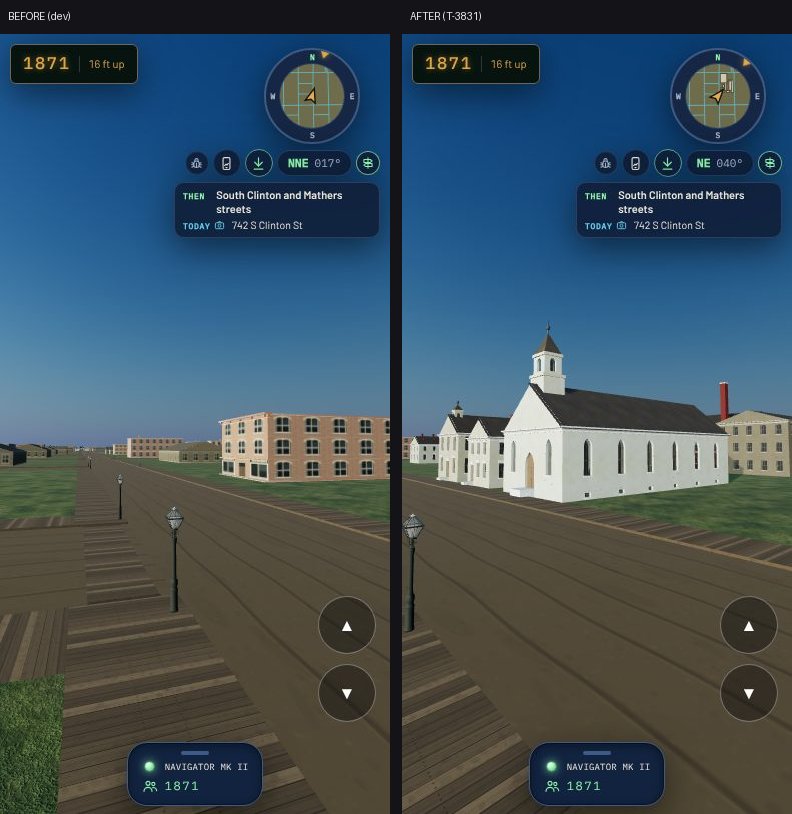 BEFORE (dev)
1871 16 ft up
N
W E
S
NNE 017°
THEN South Clinton and Mathers
streets
TODAY 742 S Clinton St
NAVIGATOR MK II
1871
AFTER (T-3831)
1871 16 ft up
N
W E
S
NE 040°
THEN South Clinton and Mathers
streets
TODAY 742 S Clinton St
NAVIGATOR MK II
1871